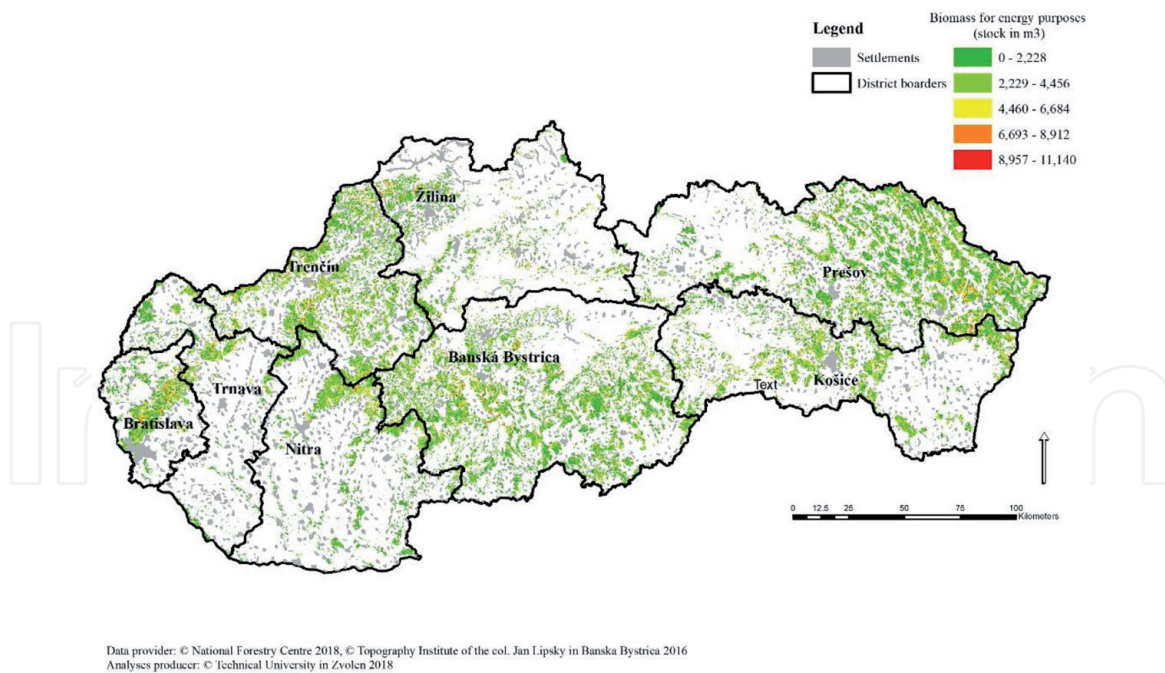 Biomass for energy purposes
(stock in m3)
Legend
Settlements
District boarders
0 - 2,228
2,229 - 4,456
4,460 - 6,684
6,693 - 8,912
8,957 - 11,140
Žilina
Trenčín
Prešov
Banská Bystrica
Text
Košice
Trnava
Bratislava
Nitra
0 12.5 25 50 75 100
Kilometers
Data provider: © National Forestry Centre 2018, © Topography Institute of the col. Jan Lipsky in Banska Bystrica 2016
Analyses producer: © Technical University in Zvolen 2018